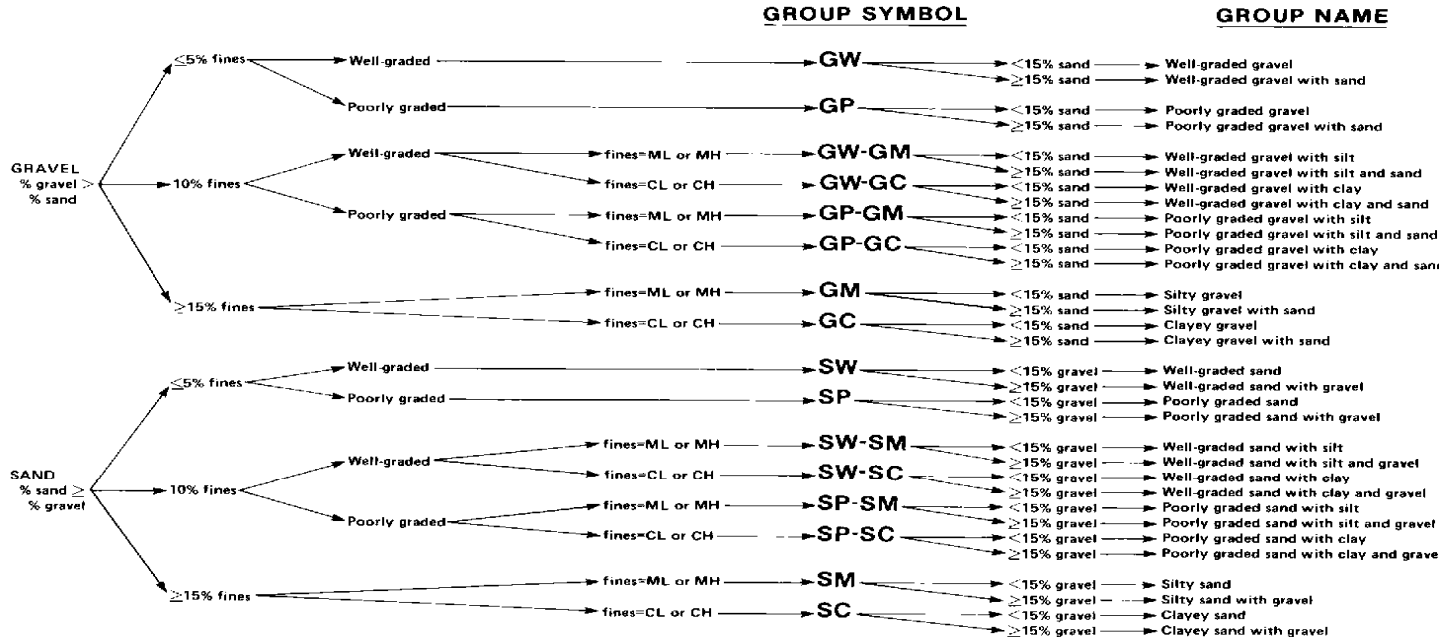 GROUP SYMBOL GROUP NAME
≤5% fines Well-graded GW <15% sand Well-graded gravel
≥15% sand Well-graded gravel with sand
Poorly graded GP <15% sand Poorly graded gravel
≥15% sand Poorly graded gravel with sand
GRAVEL
% gravel >
% sand
10% fines Well-graded fines=ML or MH GW-GM <15% sand Well-graded gravel with silt
≥15% sand Well-graded gravel with silt and sand
fines=CL or CH GW-GC <15% sand Well-graded gravel with clay
≥15% sand Well-graded gravel with clay and sand
Poorly graded fines=ML or MH GP-GM <15% sand Poorly graded gravel with silt
≥15% sand Poorly graded gravel with silt and sand
fines=CL or CH GP-GC <15% sand Poorly graded gravel with clay
≥15% sand Poorly graded gravel with clay and sand
≥15% fines fines=ML or MH GM <15% sand Silty gravel
≥15% sand Silty gravel with sand
fines=CL or CH GC <15% sand Clayey gravel
≥15% sand Clayey gravel with sand
≤5% fines Well-graded SW <15% gravel Well-graded sand
≥15% gravel Well-graded sand with gravel
Poorly graded SP <15% gravel Poorly graded sand
≥15% gravel Poorly graded sand with gravel
SAND
% sand ≥
% gravel
10% fines Well-graded fines=ML or MH SW-SM <15% gravel Well-graded sand with silt
≥15% gravel Well-graded sand with silt and gravel
fines=CL or CH SW-SC <15% gravel Well-graded sand with clay
≥15% gravel Well-graded sand with clay and gravel
Poorly graded fines=ML or MH SP-SM <15% gravel Poorly graded sand with silt
≥15% gravel Poorly graded sand with silt and gravel
fines=CL or CH SP-SC <15% gravel Poorly graded sand with clay
≥15% gravel Poorly graded sand with clay and grave
≥15% fines fines=ML or MH SM <15% gravel Silty sand
≥15% gravel Silty sand with gravel
fines=CL or CH SC <15% gravel Clayey sand
≥15% gravel Clayey sand with gravel